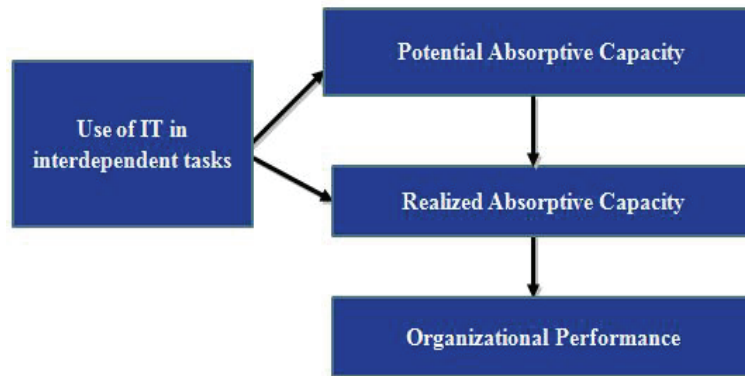 Potential Absorptive Capacity
Use of IT in
interdependent tasks
Realized Absorptive Capacity
Organizational Performance